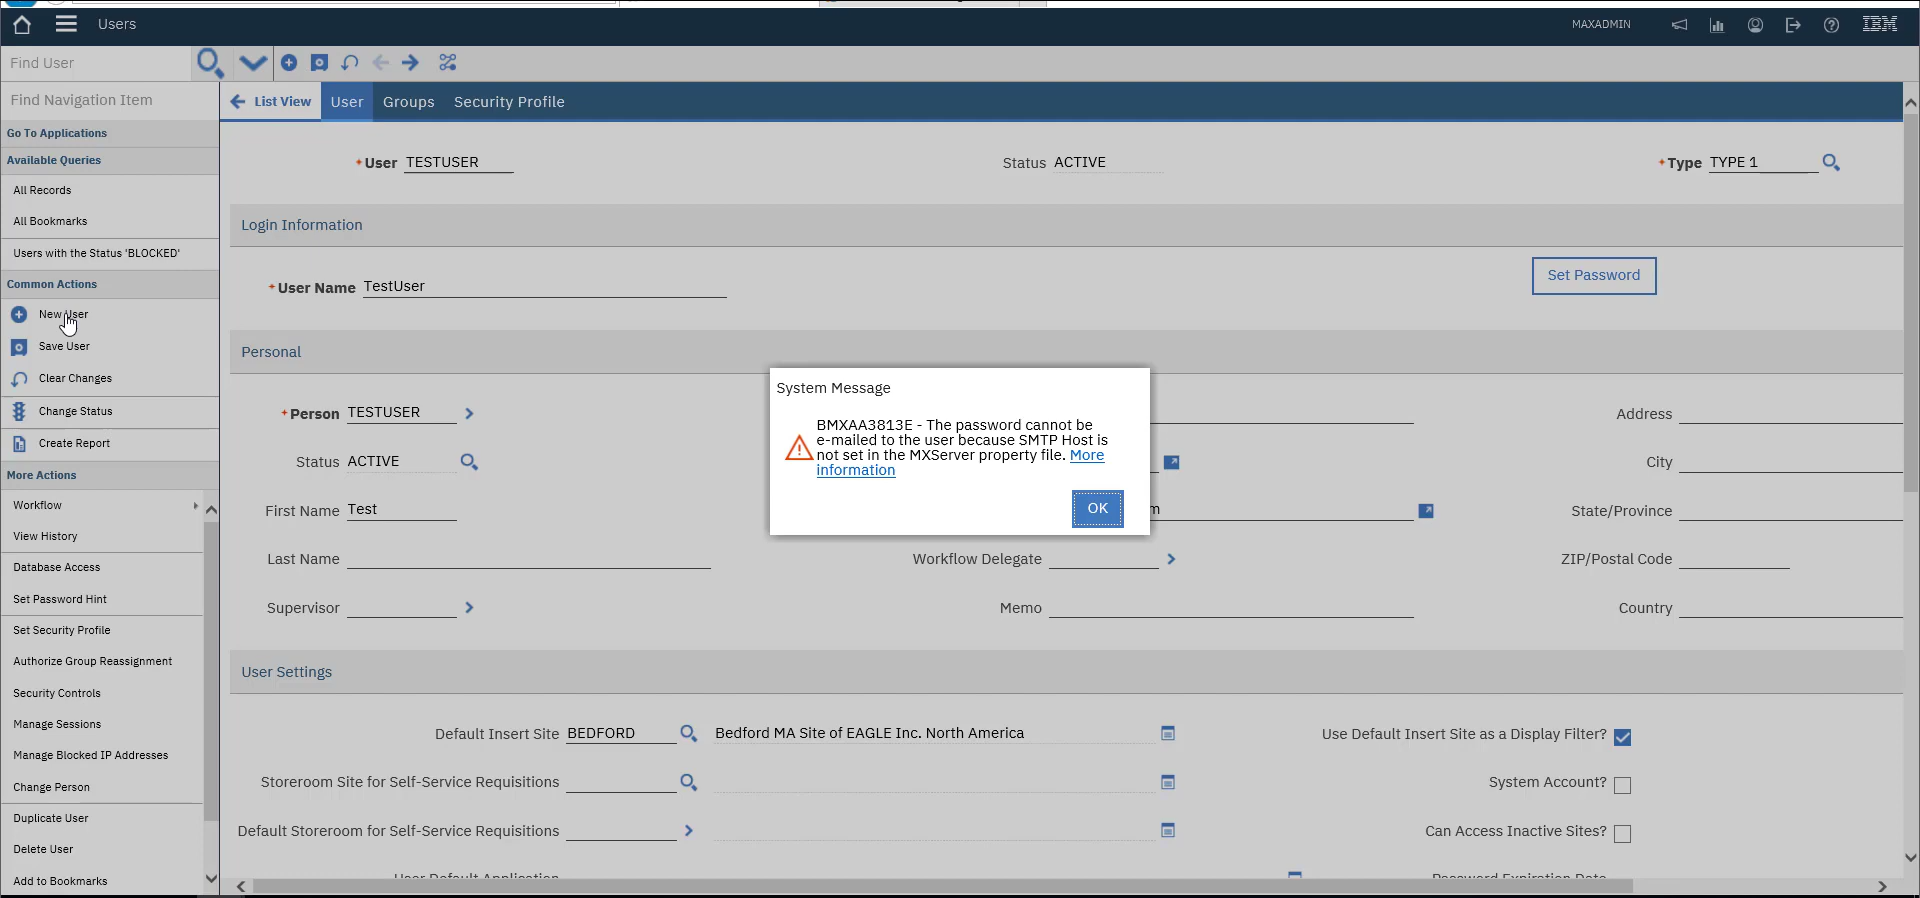 Users
MAXADMIN
IBM
Find User
Find Navigation Item
List View
User
Groups
Security Profile
Go To Applications
Available Queries
All Records
All Bookmarks
Users with the Status 'BLOCKED'
Common Actions
New User
Save User
Clear Changes
Change Status
Create Report
More Actions
Workflow
View History
Database Access
Set Password Hint
Set Security Profile
Authorize Group Reassignment
Security Controls
Manage Sessions
Manage Blocked IP Addresses
Change Person
Duplicate User
Delete User
Add to Bookmarks
*User TESTUSER
Status ACTIVE
*Type TYPE 1
Login Information
*User Name TestUser
Set Password
Personal
*Person TESTUSER
Status ACTIVE
First Name Test
Last Name
Supervisor
System Message
BMXAA3813E - The password cannot be
e-mailed to the user because SMTP Host is
not set in the MXServer property file. More
information
OK
m
Workflow Delegate
Memo
Address
City
State/Province
ZIP/Postal Code
Country
User Settings
Default Insert Site BEDFORD
Bedford MA Site of EAGLE Inc. North America
Use Default Insert Site as a Display Filter?
Storeroom Site for Self-Service Requisitions
System Account?
Default Storeroom for Self-Service Requisitions
Can Access Inactive Sites?
User Default Application
Password Expiration Date